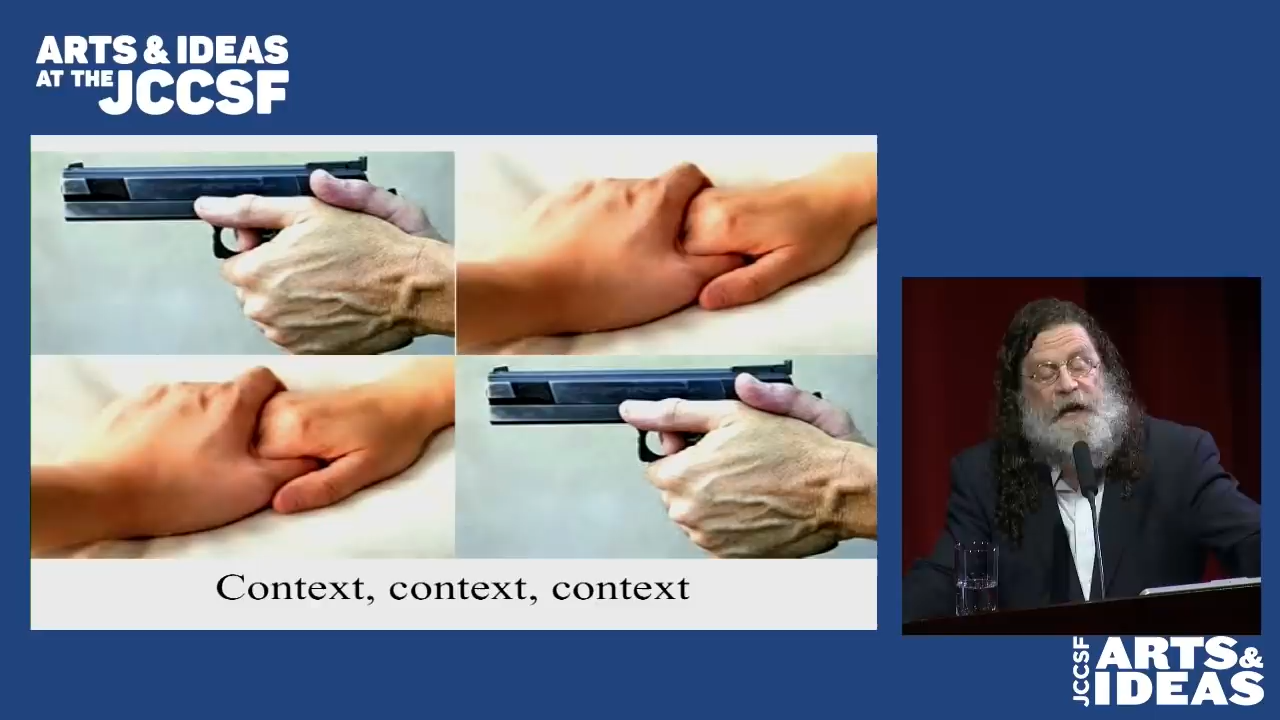 ARTS & IDEAS
AT THE JCCSF
Context, context, context
JCCSF
ARTS &
IDEAS